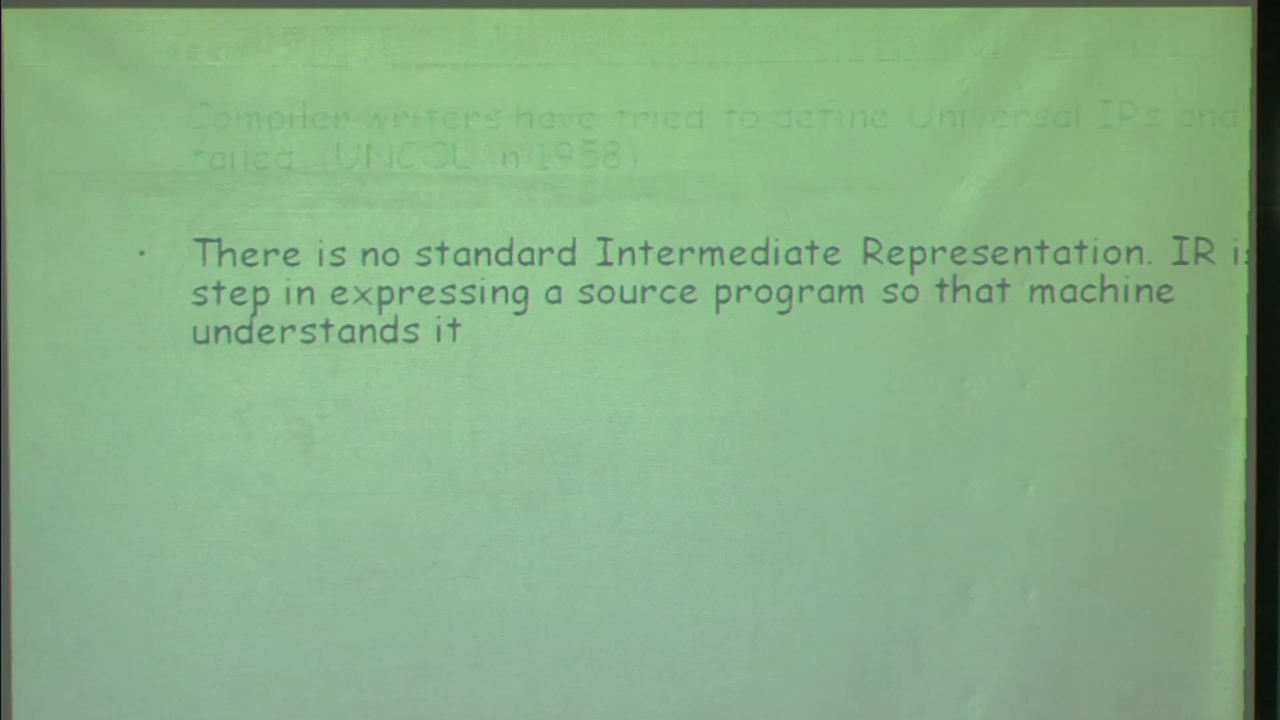 Compiler writers have tried to define Universal IRs and
failed (UNCOL in 1958)
· There is no standard Intermediate Representation. IR is
step in expressing a source program so that machine
understands it